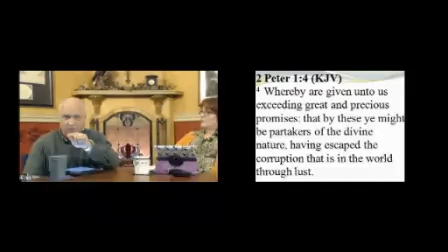 2 Peter 1:4 (KJV)
4 Whereby are given unto us
exceeding great and precious
promises: that by these ye might
be partakers of the divine
nature, having escaped the
corruption that is in the world
through lust.